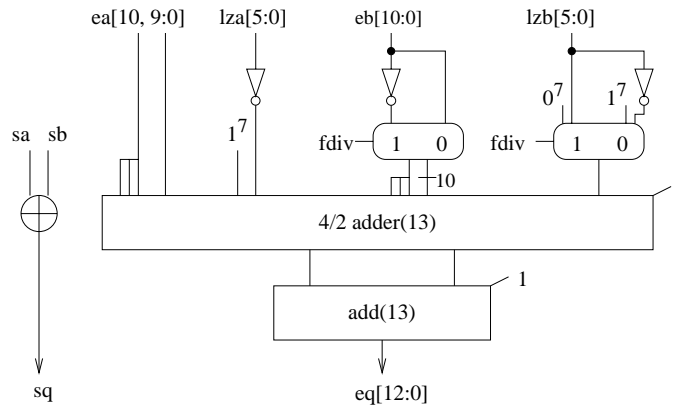 ea[10, 9:0] lza[5:0] eb[10:0] lzb[5:0]
0^7 1^7
sa sb 1^7 fdiv 1 0 fdiv 1 0
10
4/2 adder(13)
1
add(13)
sq eq[12:0]